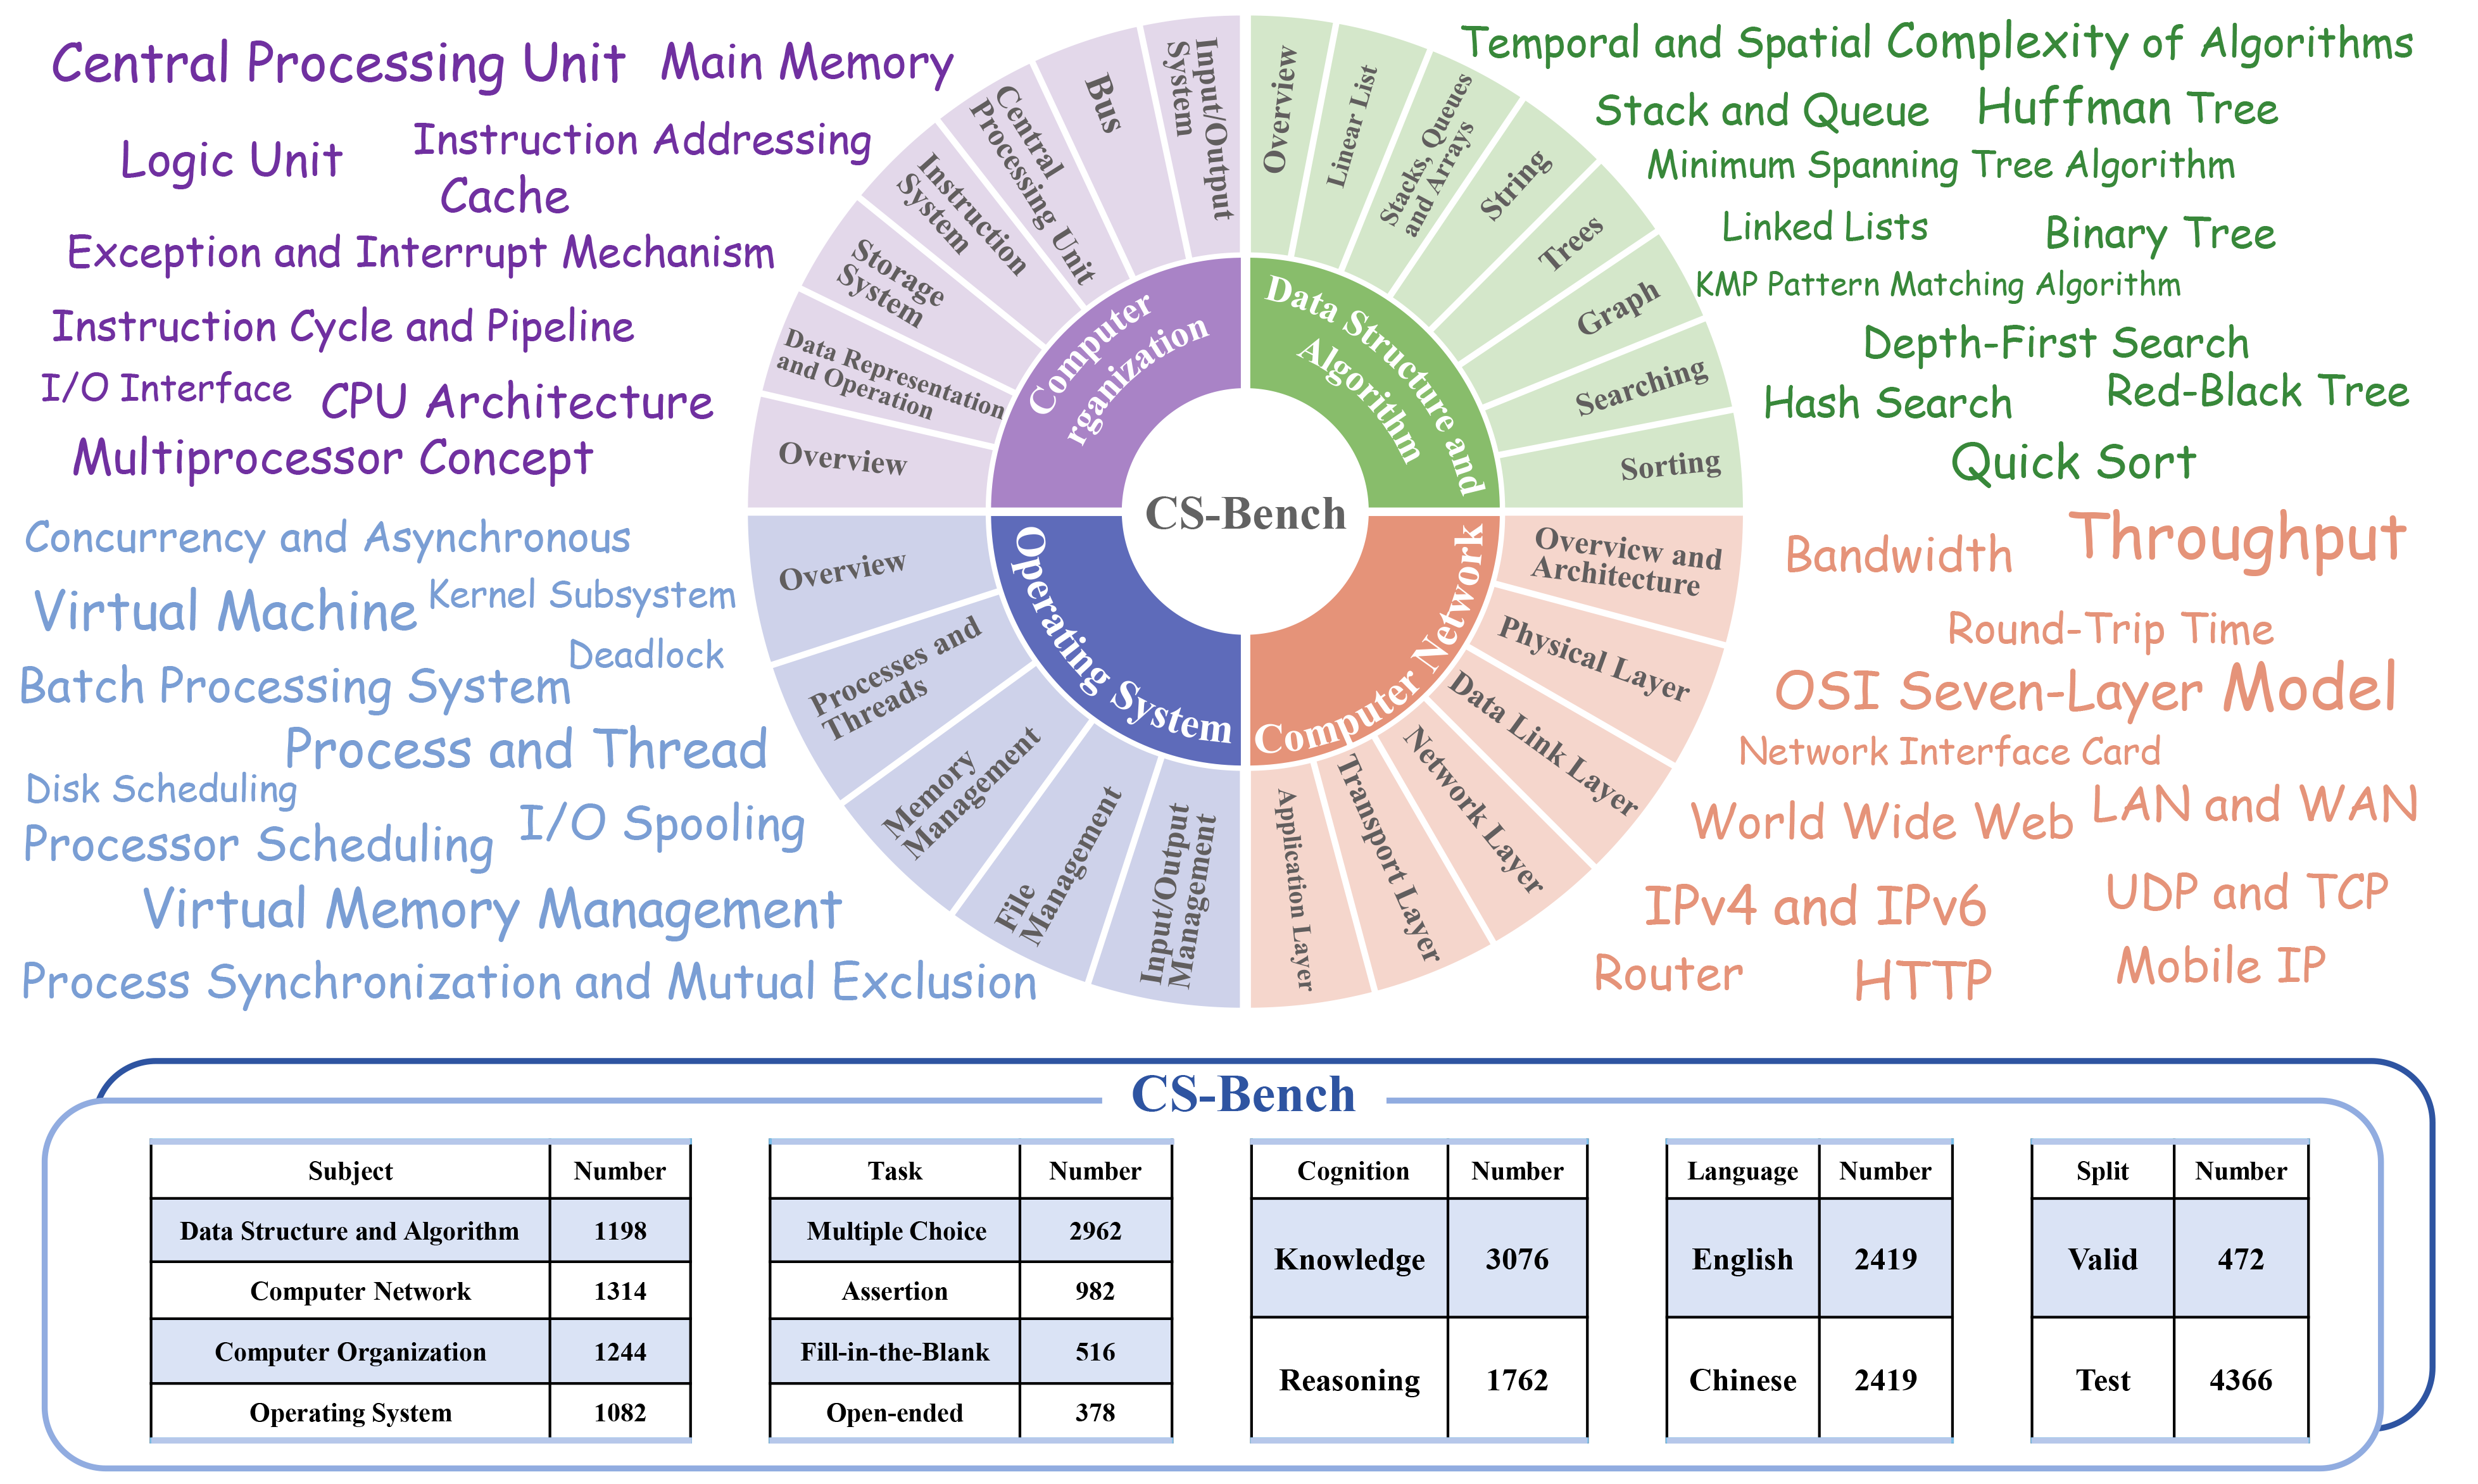 Central Processing Unit
Main Memory
Logic Unit
Instruction Addressing
Cache
Exception and Interrupt Mechanism
Instruction Cycle and Pipeline
I/O Interface
CPU Architecture
Multiprocessor Concept
Temporal and Spatial Complexity of Algorithms
Stack and Queue
Huffman Tree
Minimum Spanning Tree Algorithm
Linked Lists
Binary Tree
KMP Pattern Matching Algorithm
Depth-First Search
Hash Search
Red-Black Tree
Quick Sort
Concurrency and Asynchronous
Virtual Machine
Kernel Subsystem
Deadlock
Batch Processing System
Process and Thread
Disk Scheduling
I/O Spooling
Processor Scheduling
Virtual Memory Management
Process Synchronization and Mutual Exclusion
Bandwidth
Throughput
Round-Trip Time
OSI Seven-Layer Model
Network Interface Card
World Wide Web
LAN and WAN
IPv4 and IPv6
UDP and TCP
Router
HTTP
Mobile IP
CS-Bench
Computer
rganization
Overview
Data Representation
and Operation
Storage
System
Instruction
System
Central
Processing Unit
Bus
Input/Output
System
Data Structure and
Algorithm
Overview
Linear List
Stacks, Queues
and Arrays
String
Trees
Graph
Searching
Sorting
Computer Network
Overvicw and
Architecture
Physical Layer
Data Link Layer
Network Layer
Transport Layer
Application Layer
Operating System
Overview
Processes and
Threads
Memory
Management
File
Management
Input/Output
Management
CS-Bench
Subject Number
Data Structure and Algorithm 1198
Computer Network 1314
Computer Organization 1244
Operating System 1082
Task Number
Multiple Choice 2962
Assertion 982
Fill-in-the-Blank 516
Open-ended 378
Cognition Number
Knowledge 3076
Reasoning 1762
Language Number
English 2419
Chinese 2419
Split Number
Valid 472
Test 4366